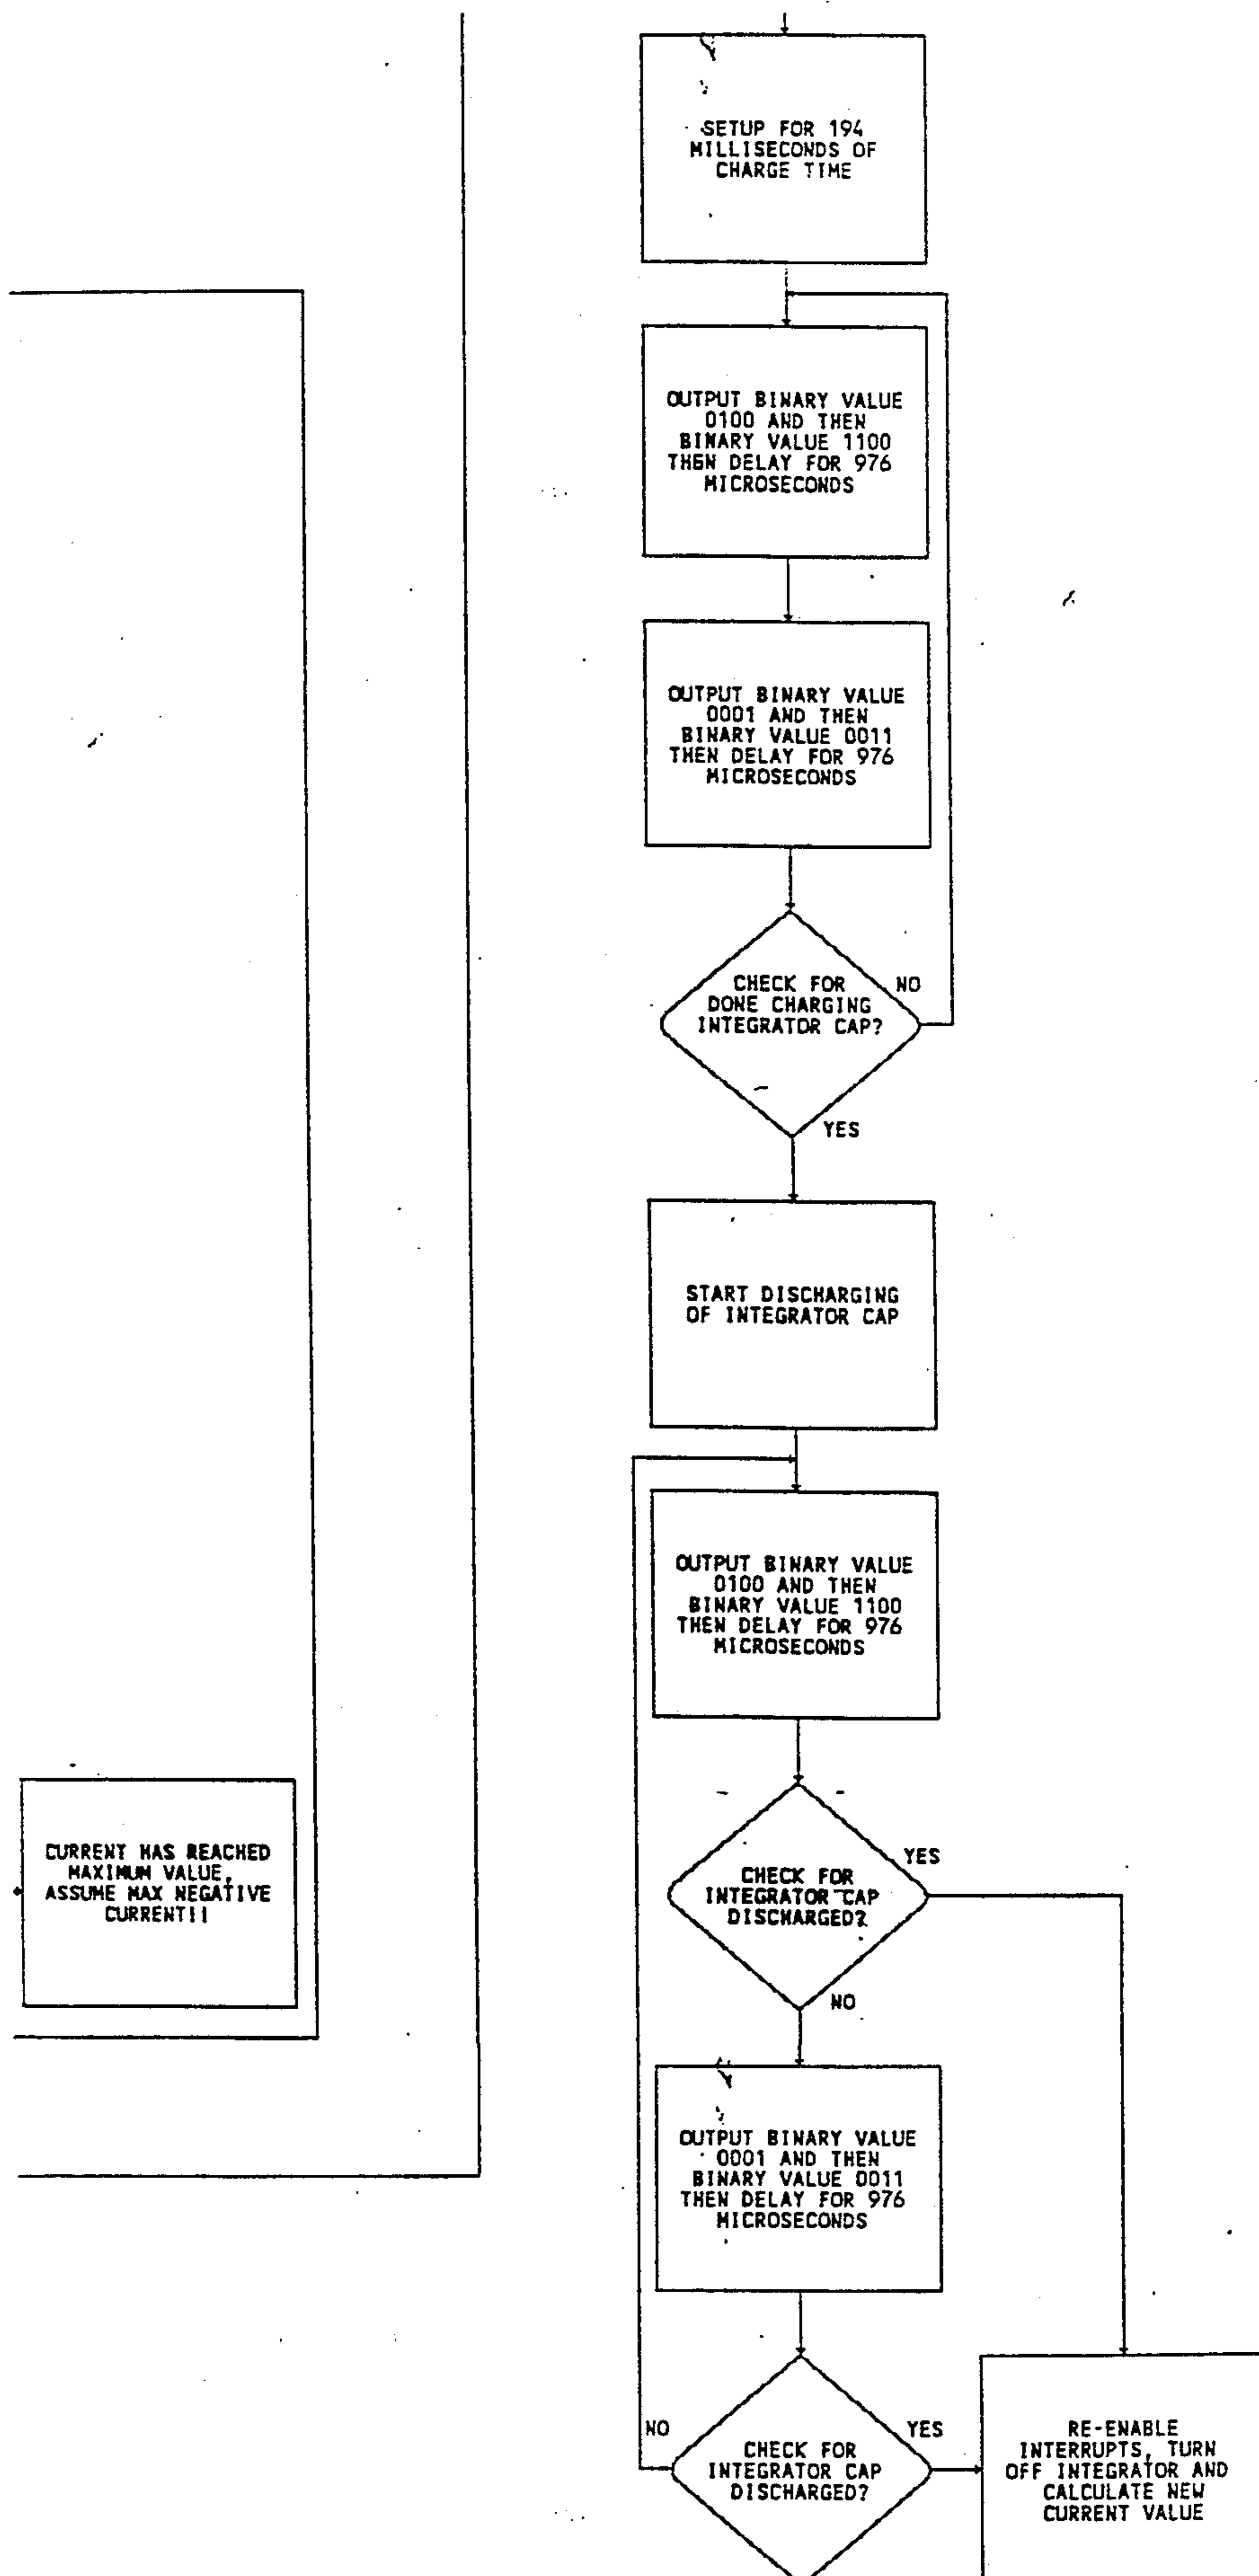 SETUP FOR 194
MILLISECONDS OF
CHARGE TIME
OUTPUT BINARY VALUE
0100 AND THEN
BINARY VALUE 1100
THEN DELAY FOR 976
MICROSECONDS
OUTPUT BINARY VALUE
0001 AND THEN
BINARY VALUE 0011
THEN DELAY FOR 976
MICROSECONDS
CHECK FOR
DONE CHARGING
INTEGRATOR CAP?
NO
YES
START DISCHARGING
OF INTEGRATOR CAP
OUTPUT BINARY VALUE
0100 AND THEN
BINARY VALUE 1100
THEN DELAY FOR 976
MICROSECONDS
CURRENT HAS REACHED
MAXIMUM VALUE,
ASSUME MAX NEGATIVE
CURRENT!!
CHECK FOR
INTEGRATOR CAP
DISCHARGED?
YES
NO
OUTPUT BINARY VALUE
0001 AND THEN
BINARY VALUE 0011
THEN DELAY FOR 976
MICROSECONDS
NO
CHECK FOR
INTEGRATOR CAP
DISCHARGED?
YES
RE-ENABLE
INTERRUPTS, TURN
OFF INTEGRATOR AND
CALCULATE NEW
CURRENT VALUE